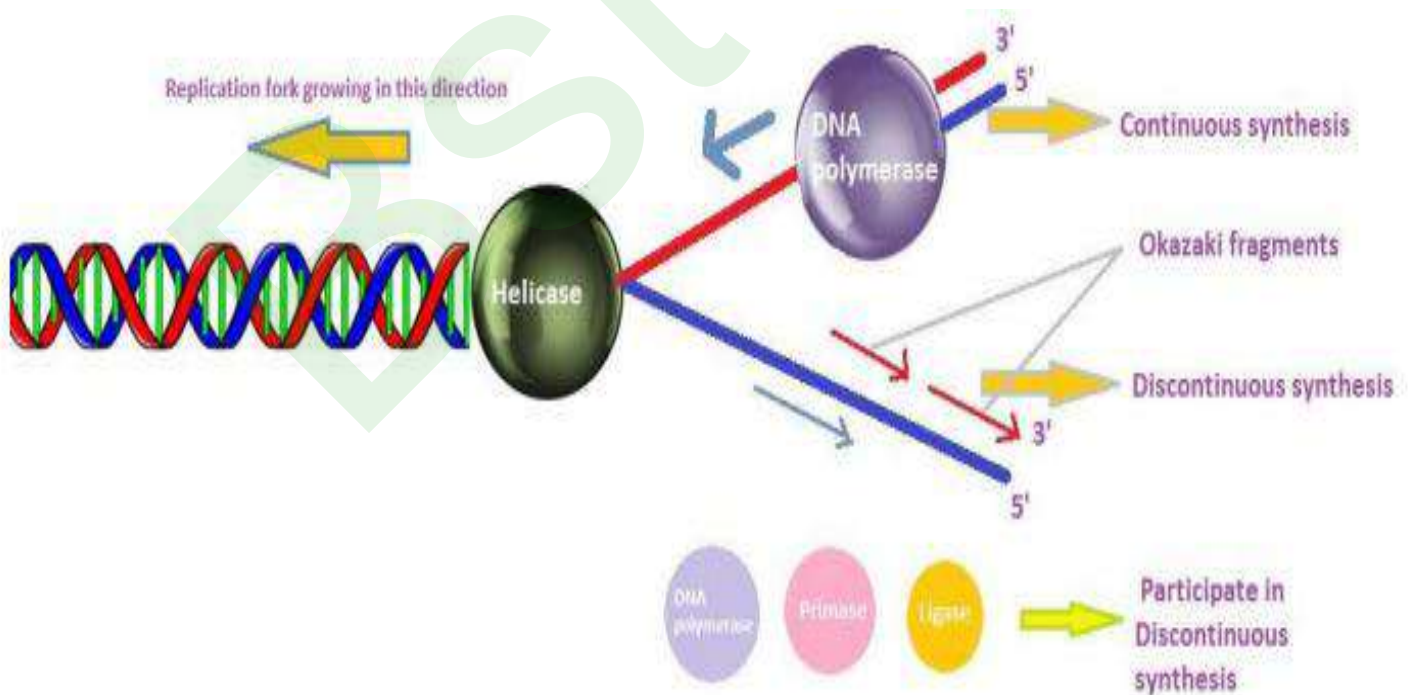 Replication fork growing in this direction
3'
5'
DNA
polymerase
Continuous synthesis
Okazaki fragments
Helicase
Discontinuous synthesis
3'
5'
DNA
polymerase
Primase
Ligase
Participate in
Discontinuous
synthesis